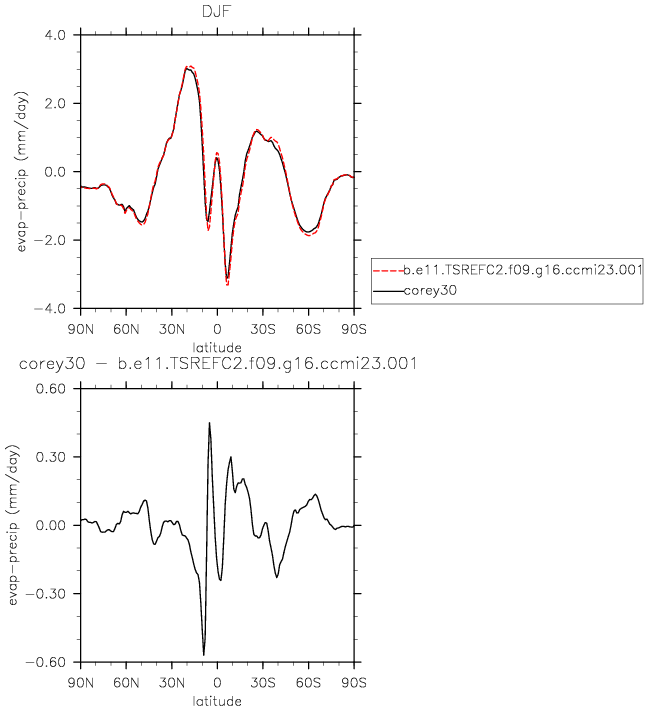 DJF
4.0
2.0
0.0
−2.0
−4.0
evap−precip (mm/day)
90N 60N 30N 0 30S 60S 90S
latitude
b.e11.TSREFC2.f09.g16.ccmi23.001
corey30
corey30 − b.e11.TSREFC2.f09.g16.ccmi23.001
0.60
0.30
0.00
−0.30
−0.60
evap−precip (mm/day)
90N 60N 30N 0 30S 60S 90S
latitude